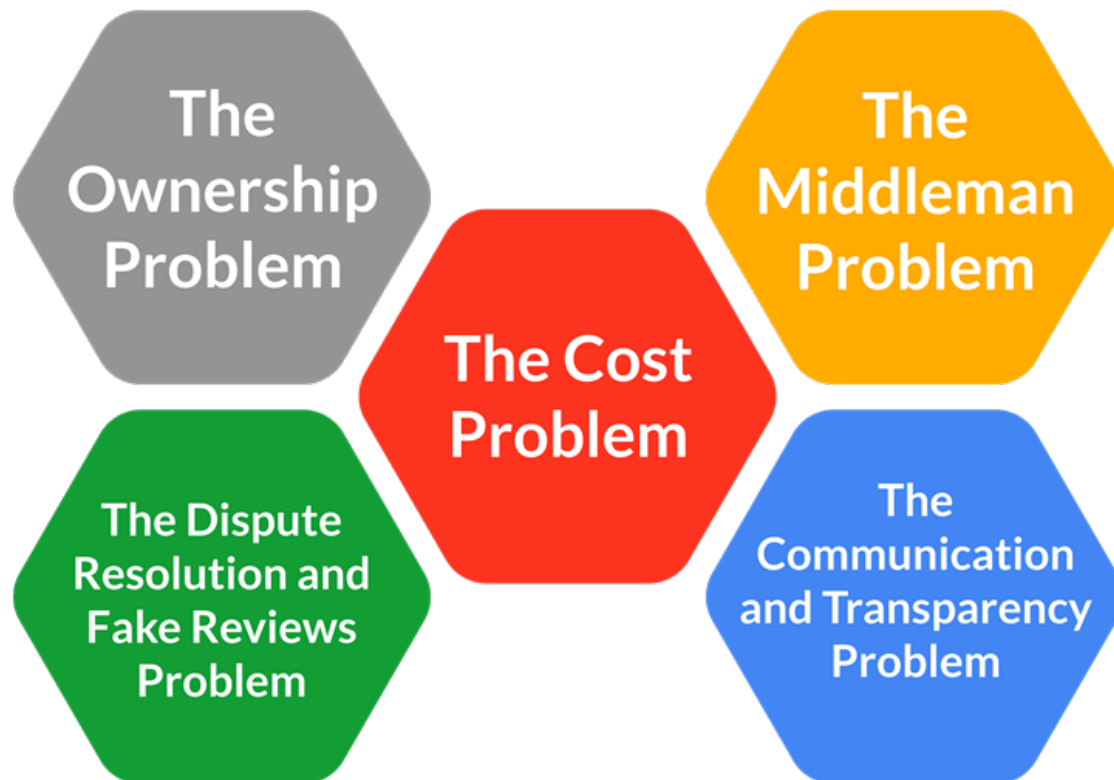 The
Ownership
Problem
The
Middleman
Problem
The Cost
Problem
The Dispute
Resolution and
Fake Reviews
Problem
The
Communication
and Transparency
Problem